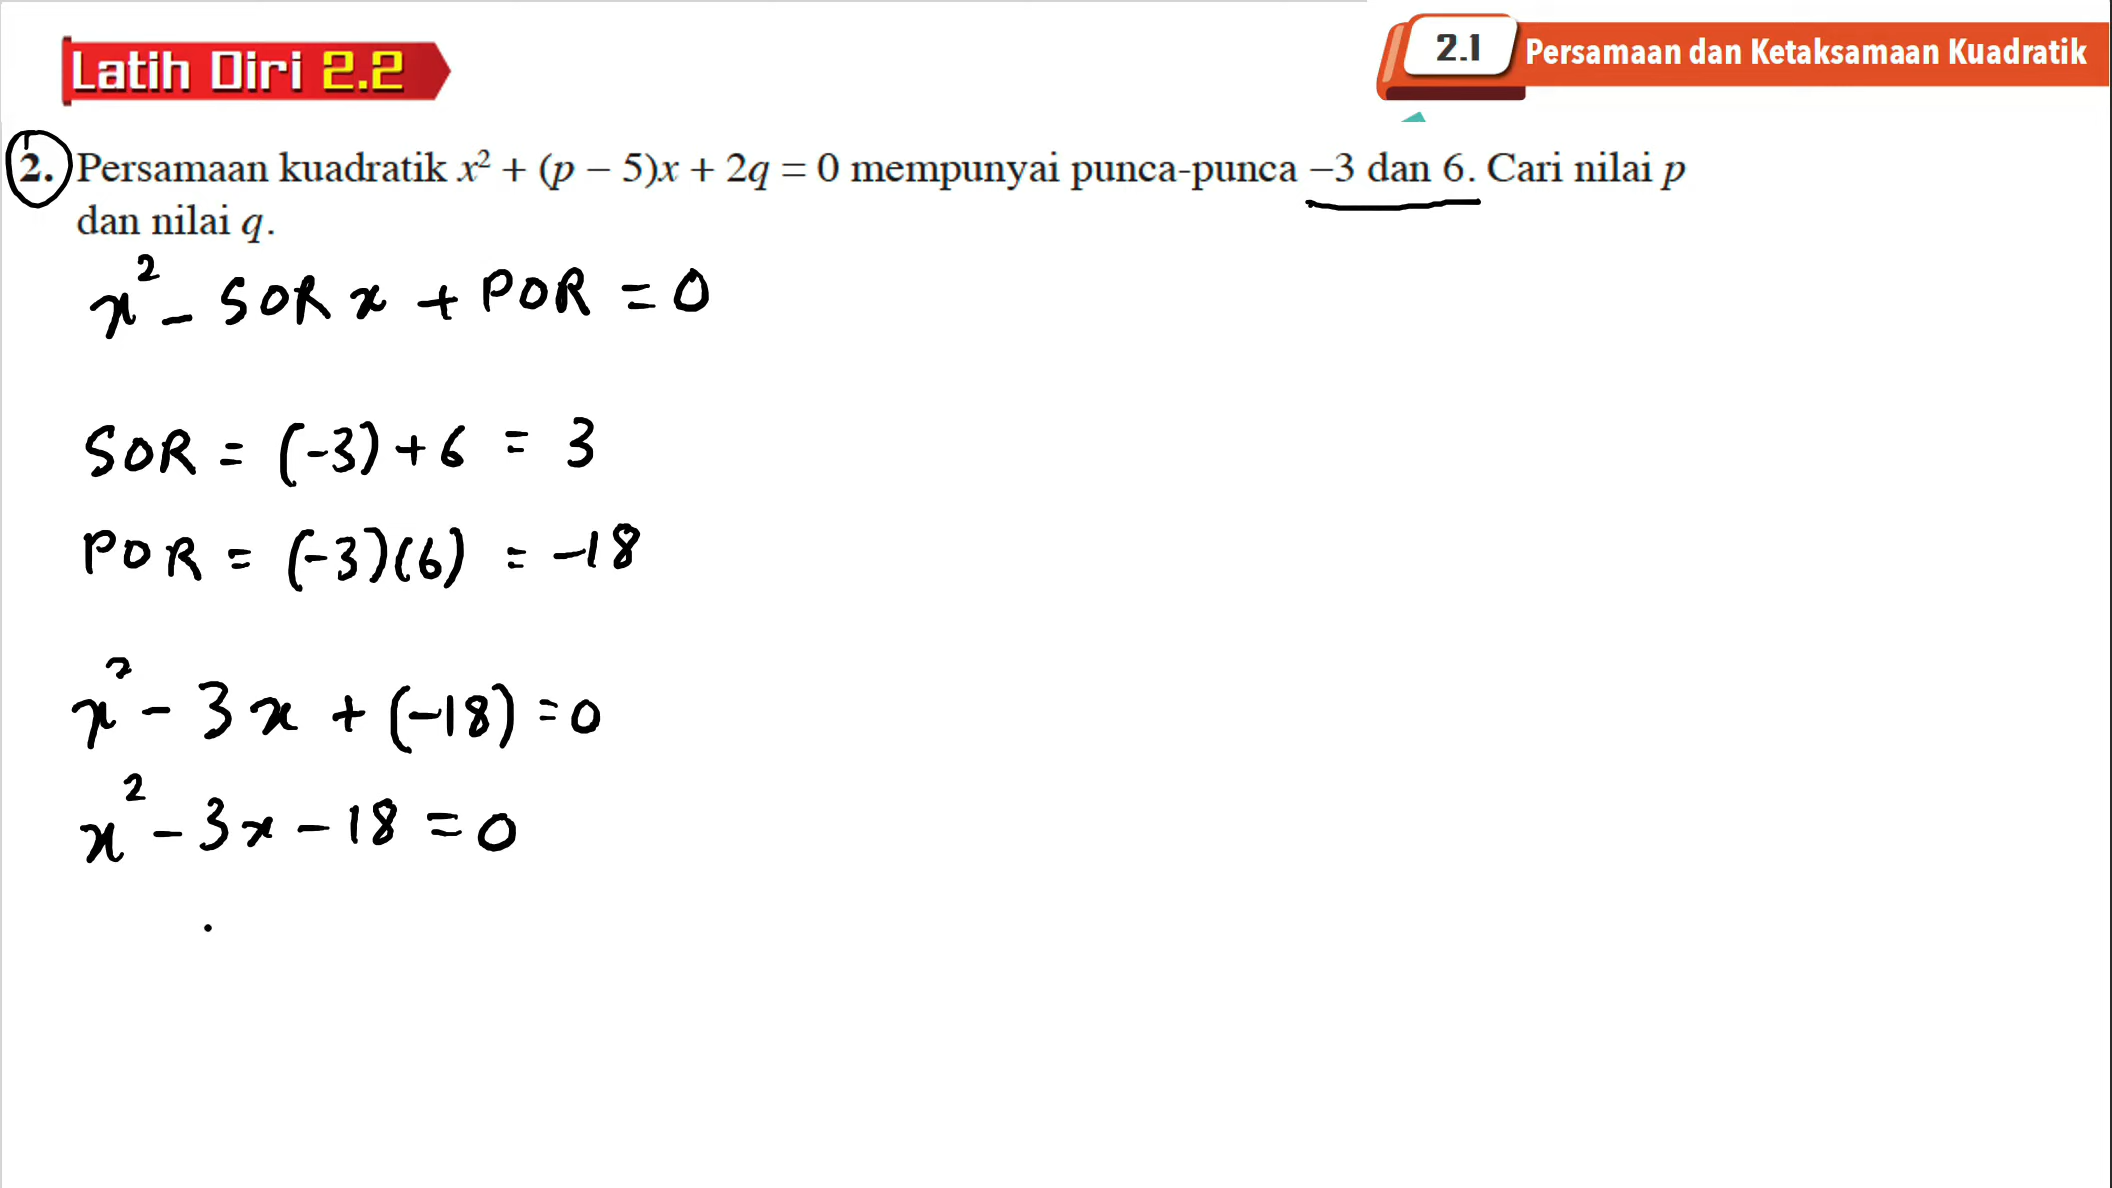 Latih Diri 2.2
2.1 Persamaan dan Ketaksamaan Kuadratik
2. Persamaan kuadratik x² + (p − 5)x + 2q = 0 mempunyai punca-punca −3 dan 6. Cari nilai p
dan nilai q.
x² − SOR x + POR = 0
SOR = (−3) + 6 = 3
POR = (−3)(6) = −18
x² − 3x + (−18) = 0
x² − 3x − 18 = 0